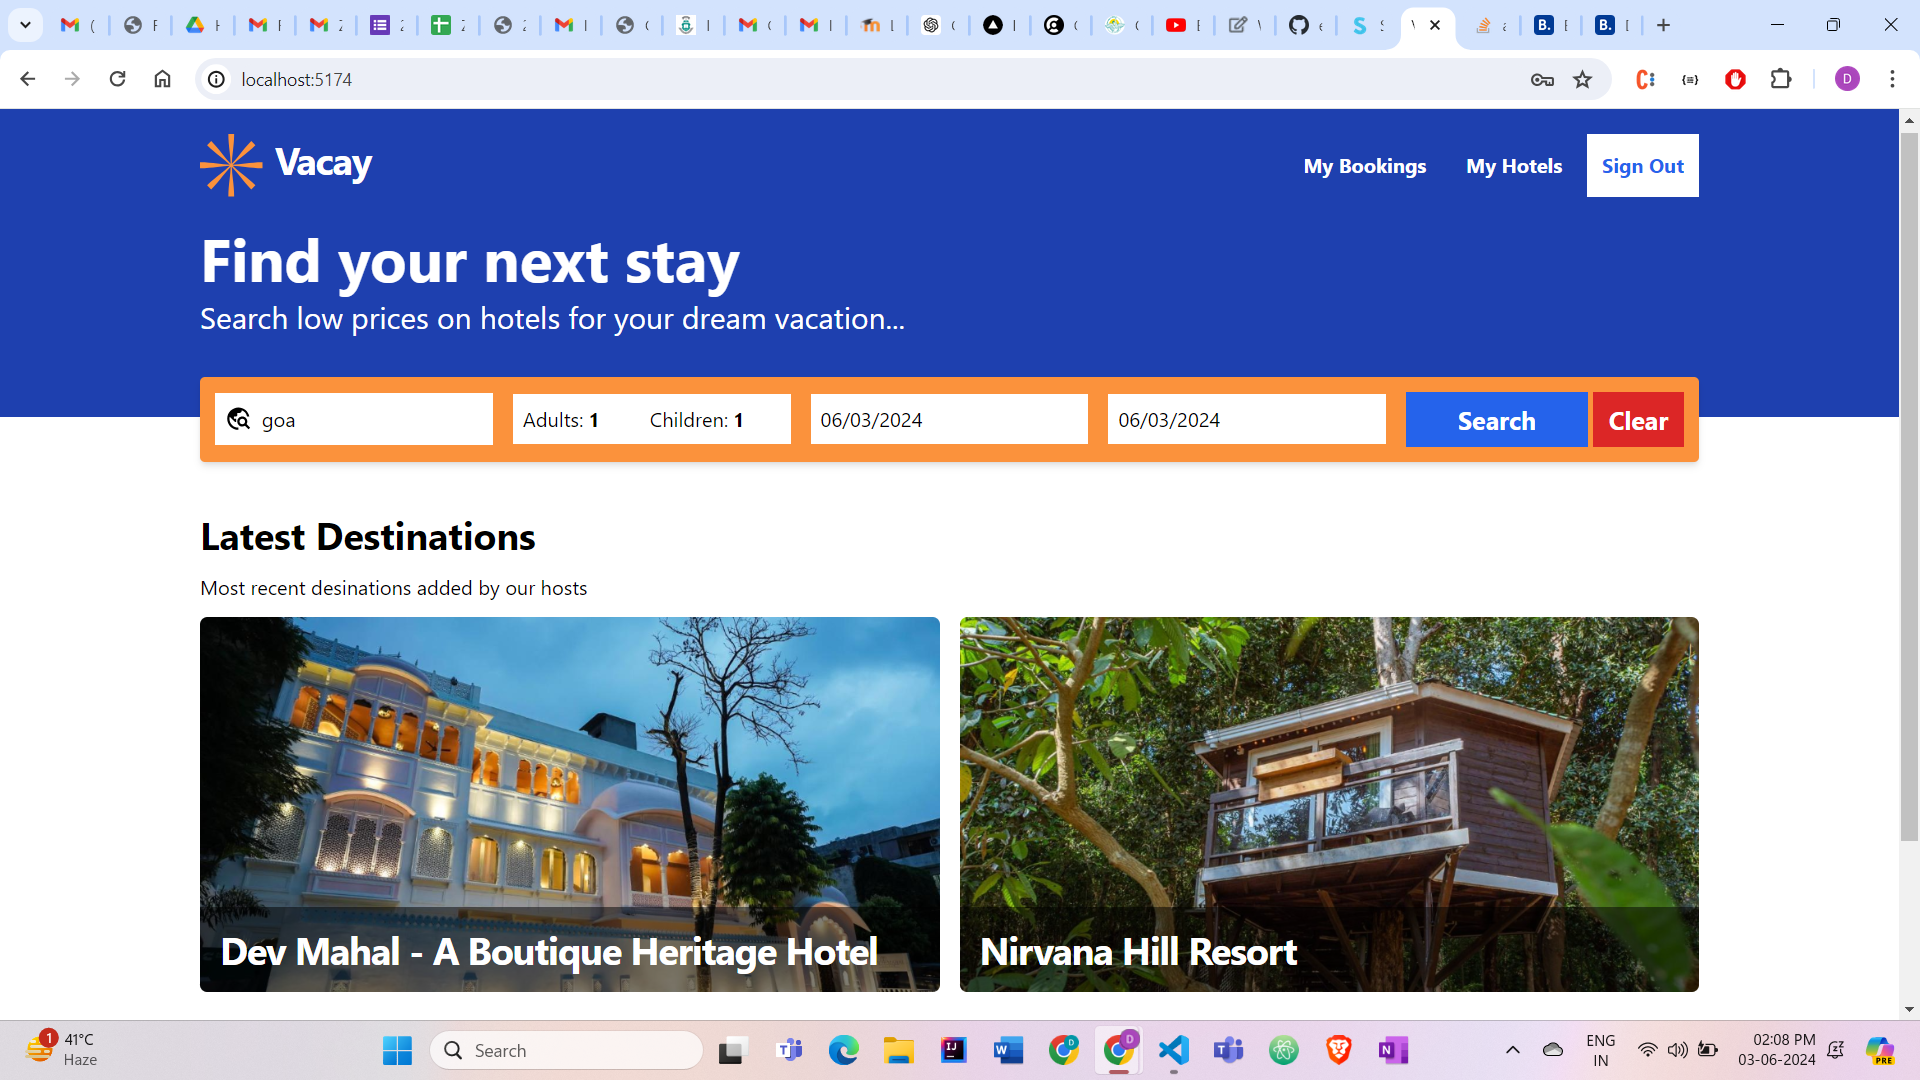 localhost:5174
D
Vacay
My Bookings
My Hotels
Sign Out
Find your next stay
Search low prices on hotels for your dream vacation...
goa
Adults: 1
Children: 1
06/03/2024
06/03/2024
Search
Clear
Latest Destinations
Most recent desinations added by our hosts
Dev Mahal - A Boutique Heritage Hotel
Nirvana Hill Resort
1
41°C
Haze
Search
ENG
IN
02:08 PM
03-06-2024
PRE